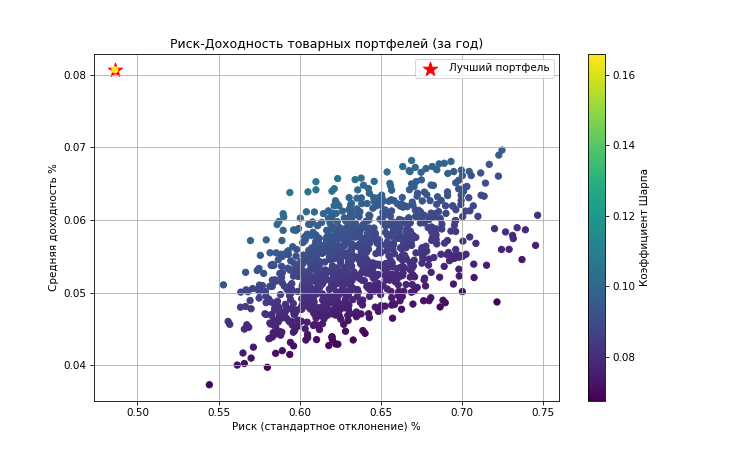 Риск-Доходность товарных портфелей (за год)
Лучший портфель
Средняя доходность %
0.08
0.07
0.06
0.05
0.04
0.50 0.55 0.60 0.65 0.70 0.75
Риск (стандартное отклонение) %
0.16
0.14
0.12
0.10
0.08
Коэффициент Шарпа